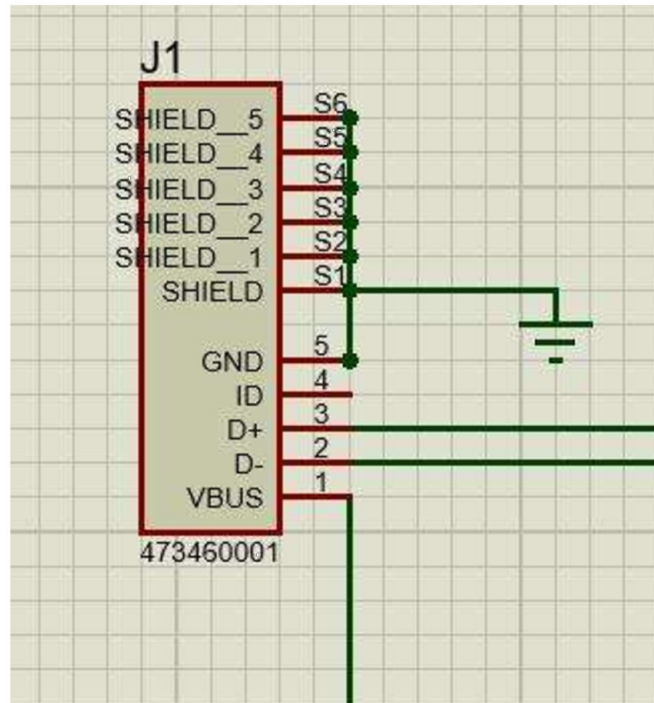 J1
SHIELD__5 S6
SHIELD__4 S5
SHIELD__3 S4
SHIELD__2 S3
SHIELD__1 S2
SHIELD S1
GND 5
ID 4
D+ 3
D- 2
VBUS 1
473460001